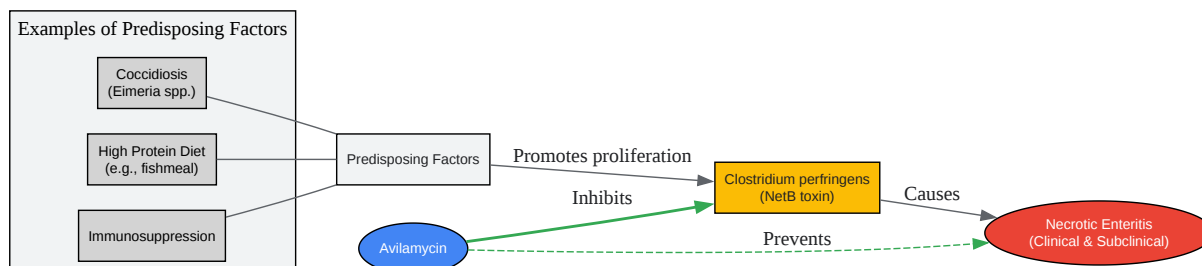 Examples of Predisposing Factors
Coccidiosis
(Eimeria spp.)
High Protein Diet
(e.g., fishmeal)
Immunosuppression
Predisposing Factors
Promotes proliferation
Inhibits
Avilamycin
Prevents
Clostridium perfringens
(NetB toxin)
Causes
Necrotic Enteritis
(Clinical & Subclinical)